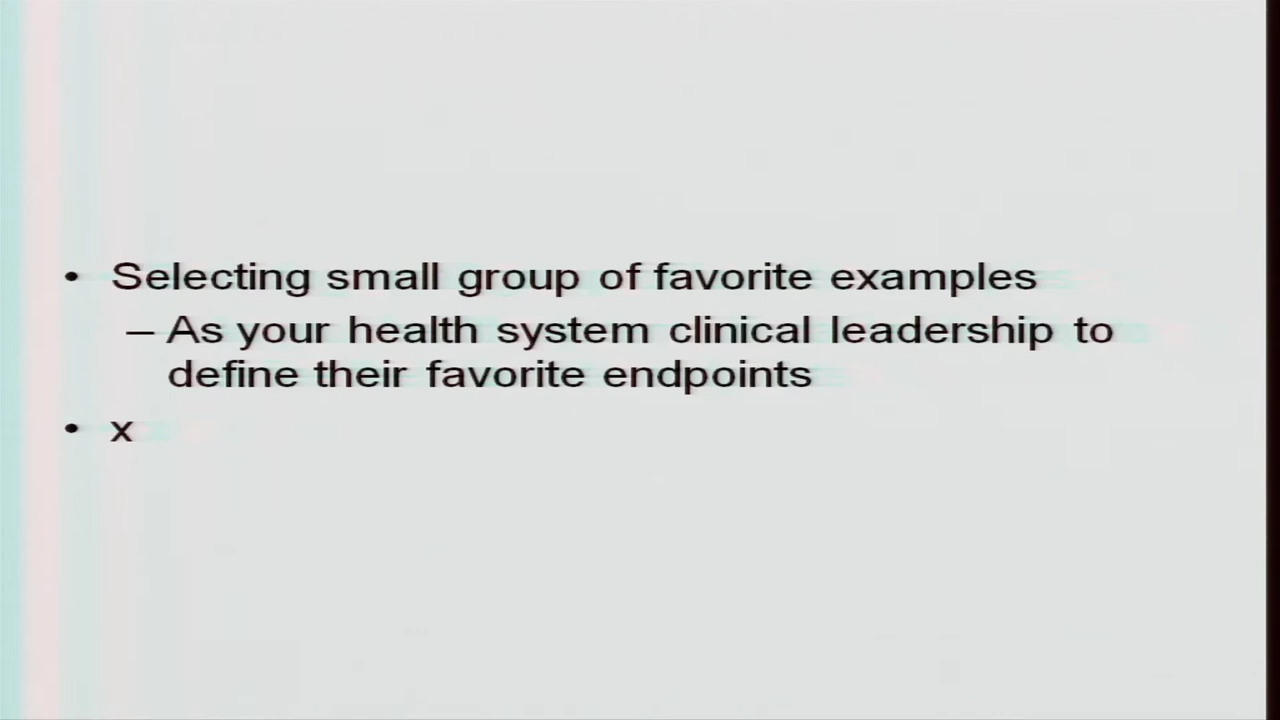 • Selecting small group of favorite examples
– As your health system clinical leadership to
define their favorite endpoints
• x